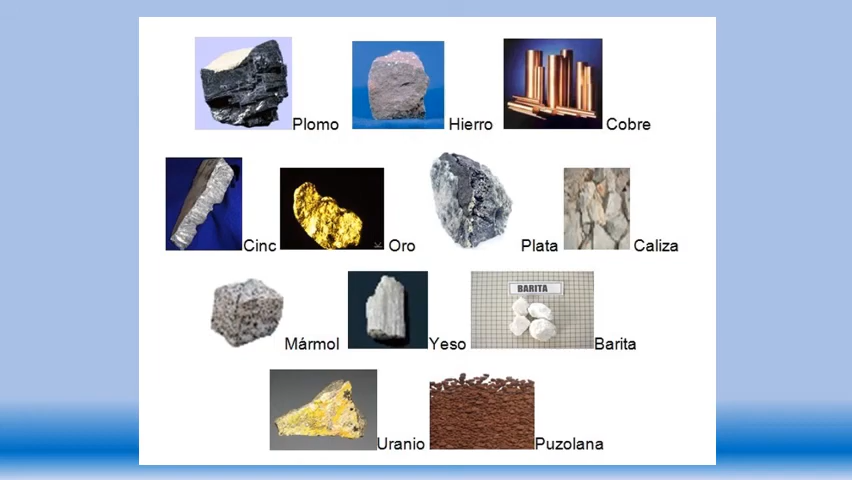 Plomo
Hierro
Cobre
Cinc
Oro
Plata
Caliza
Mármol
Yeso
BARITA
Barita
Uranio
Puzolana